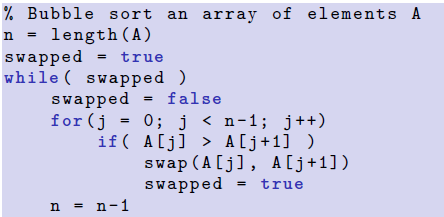 % Bubble sort an array of elements A
n = length(A)
swapped = true
while( swapped )
    swapped = false
    for(j = 0; j < n-1; j++)
        if( A[j] > A[j+1] )
            swap(A[j], A[j+1])
            swapped = true
    n = n-1